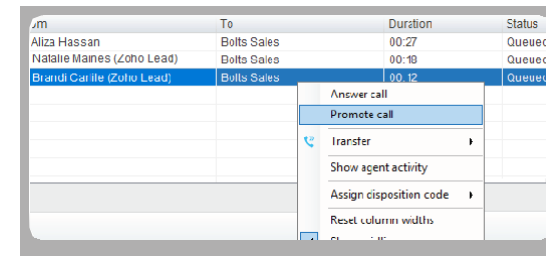 om To Duration Status
Aliza Hassan Bolts Sales 00:27 Queued
Natalie Maines (Zoho Lead) Bolts Sales 00:18 Queued
Brandi Carlile (Zoho Lead) Bolts Sales 00:12 Queued
Answer call
Promote call
Transfer
Show agent activity
Assign disposition code
Reset column widths